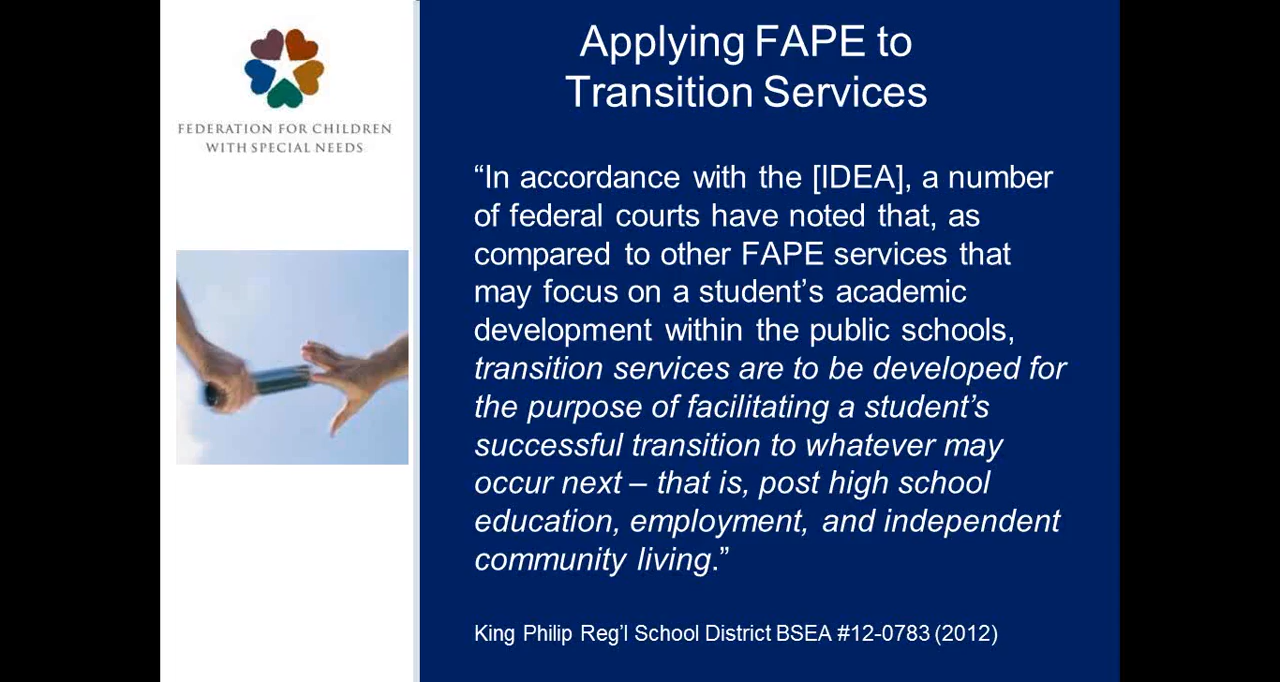 FEDERATION FOR CHILDREN
WITH SPECIAL NEEDS
Applying FAPE to
Transition Services
“In accordance with the [IDEA], a number
of federal courts have noted that, as
compared to other FAPE services that
may focus on a student’s academic
development within the public schools,
transition services are to be developed for
the purpose of facilitating a student’s
successful transition to whatever may
occur next – that is, post high school
education, employment, and independent
community living.”
King Philip Reg’l School District BSEA #12-0783 (2012)